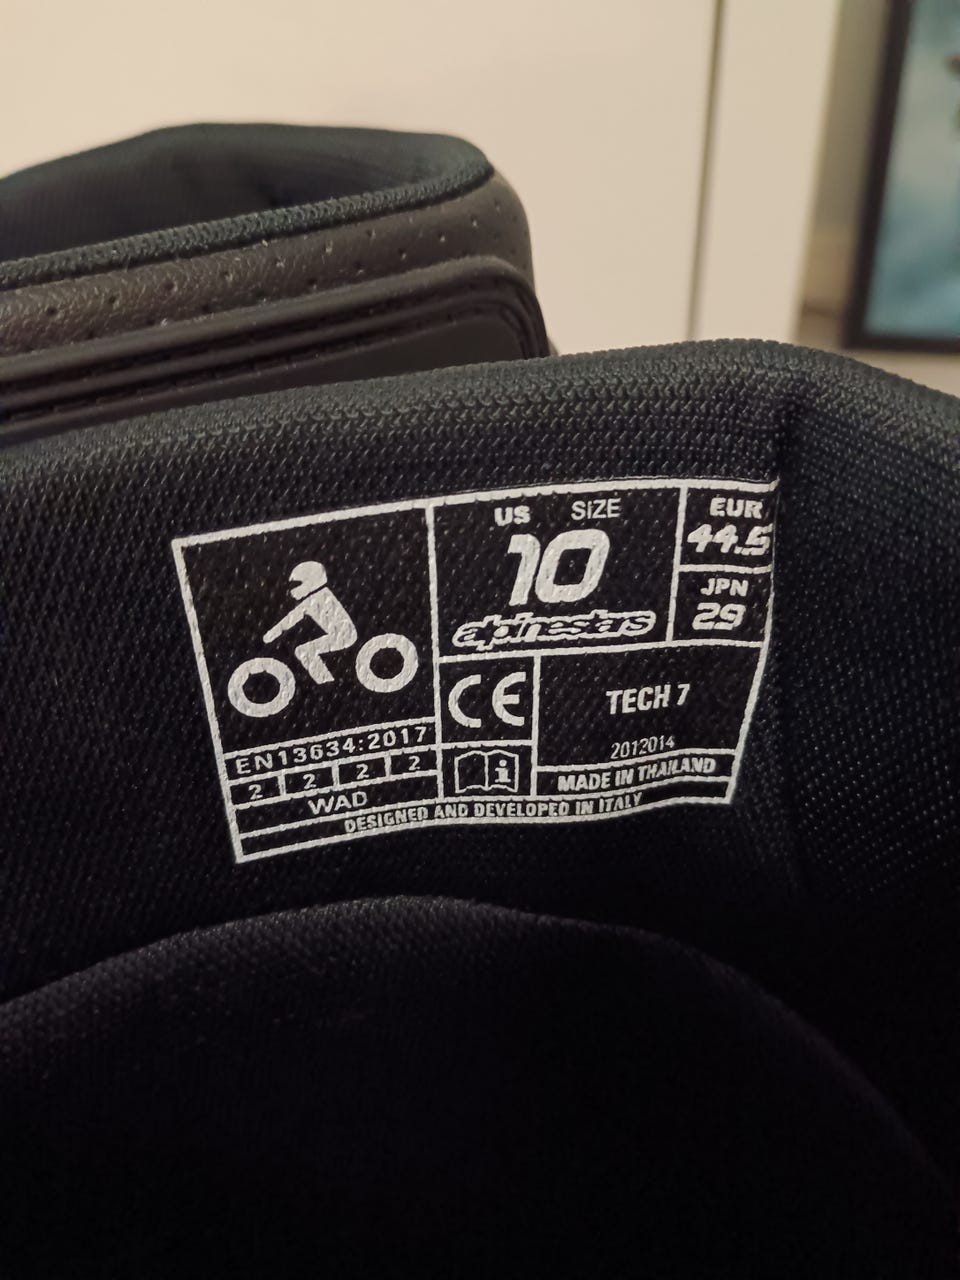 US SIZE
10
alpinestars
EUR
44.5
JPN
29
EN13634:2017
2 2 2 2
WAD
CE
i
TECH 7
2012014
MADE IN THAILAND
DESIGNED AND DEVELOPED IN ITALY